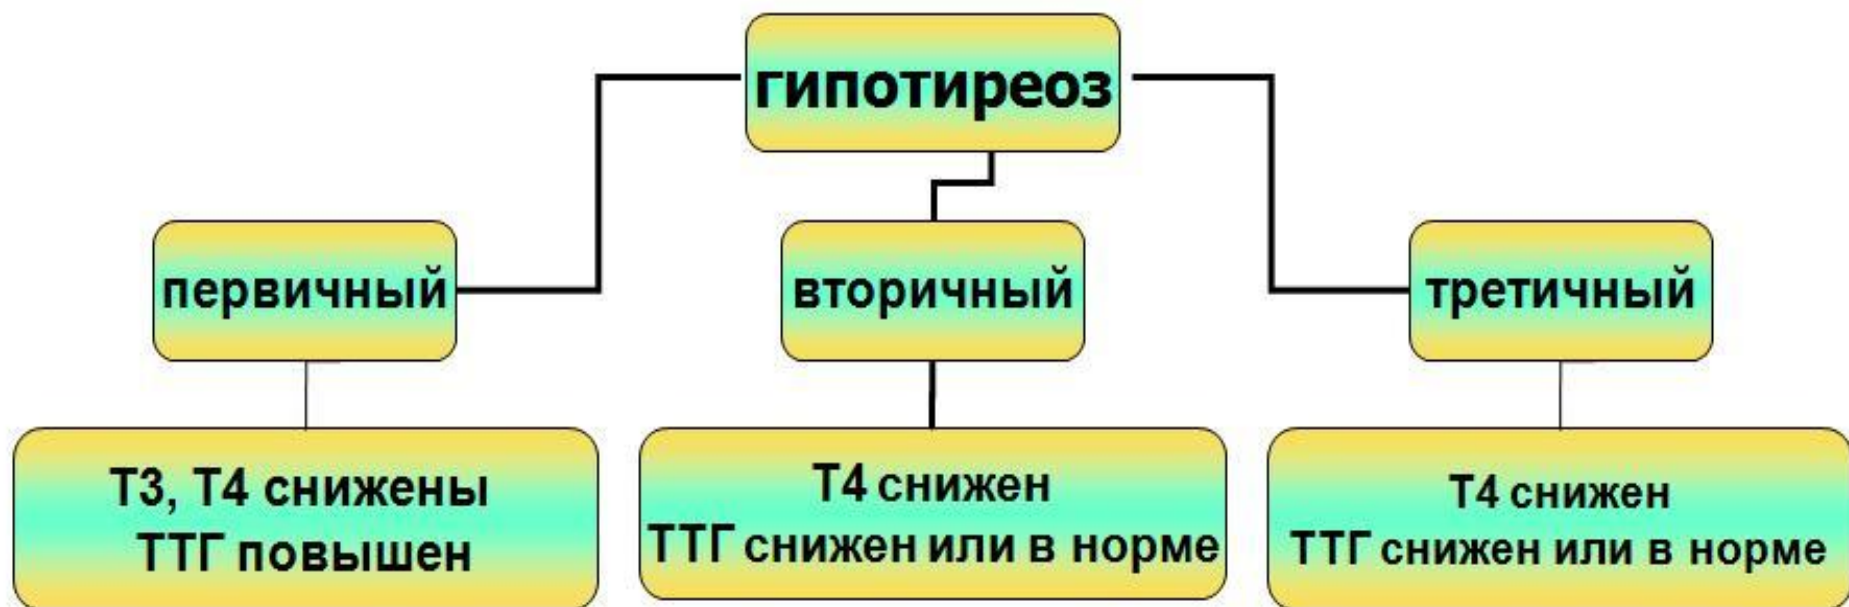 гипотиреоз
первичный
вторичный
третичный
Т3, Т4 снижены
ТТГ повышен
Т4 снижен
ТТГ снижен или в норме
Т4 снижен
ТТГ снижен или в норме